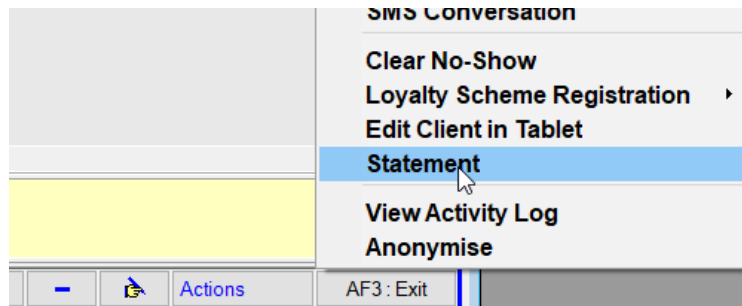 SMS Conversation
Clear No-Show
Loyalty Scheme Registration
Edit Client in Tablet
Statement
View Activity Log
Anonymise
Actions
AF3 : Exit